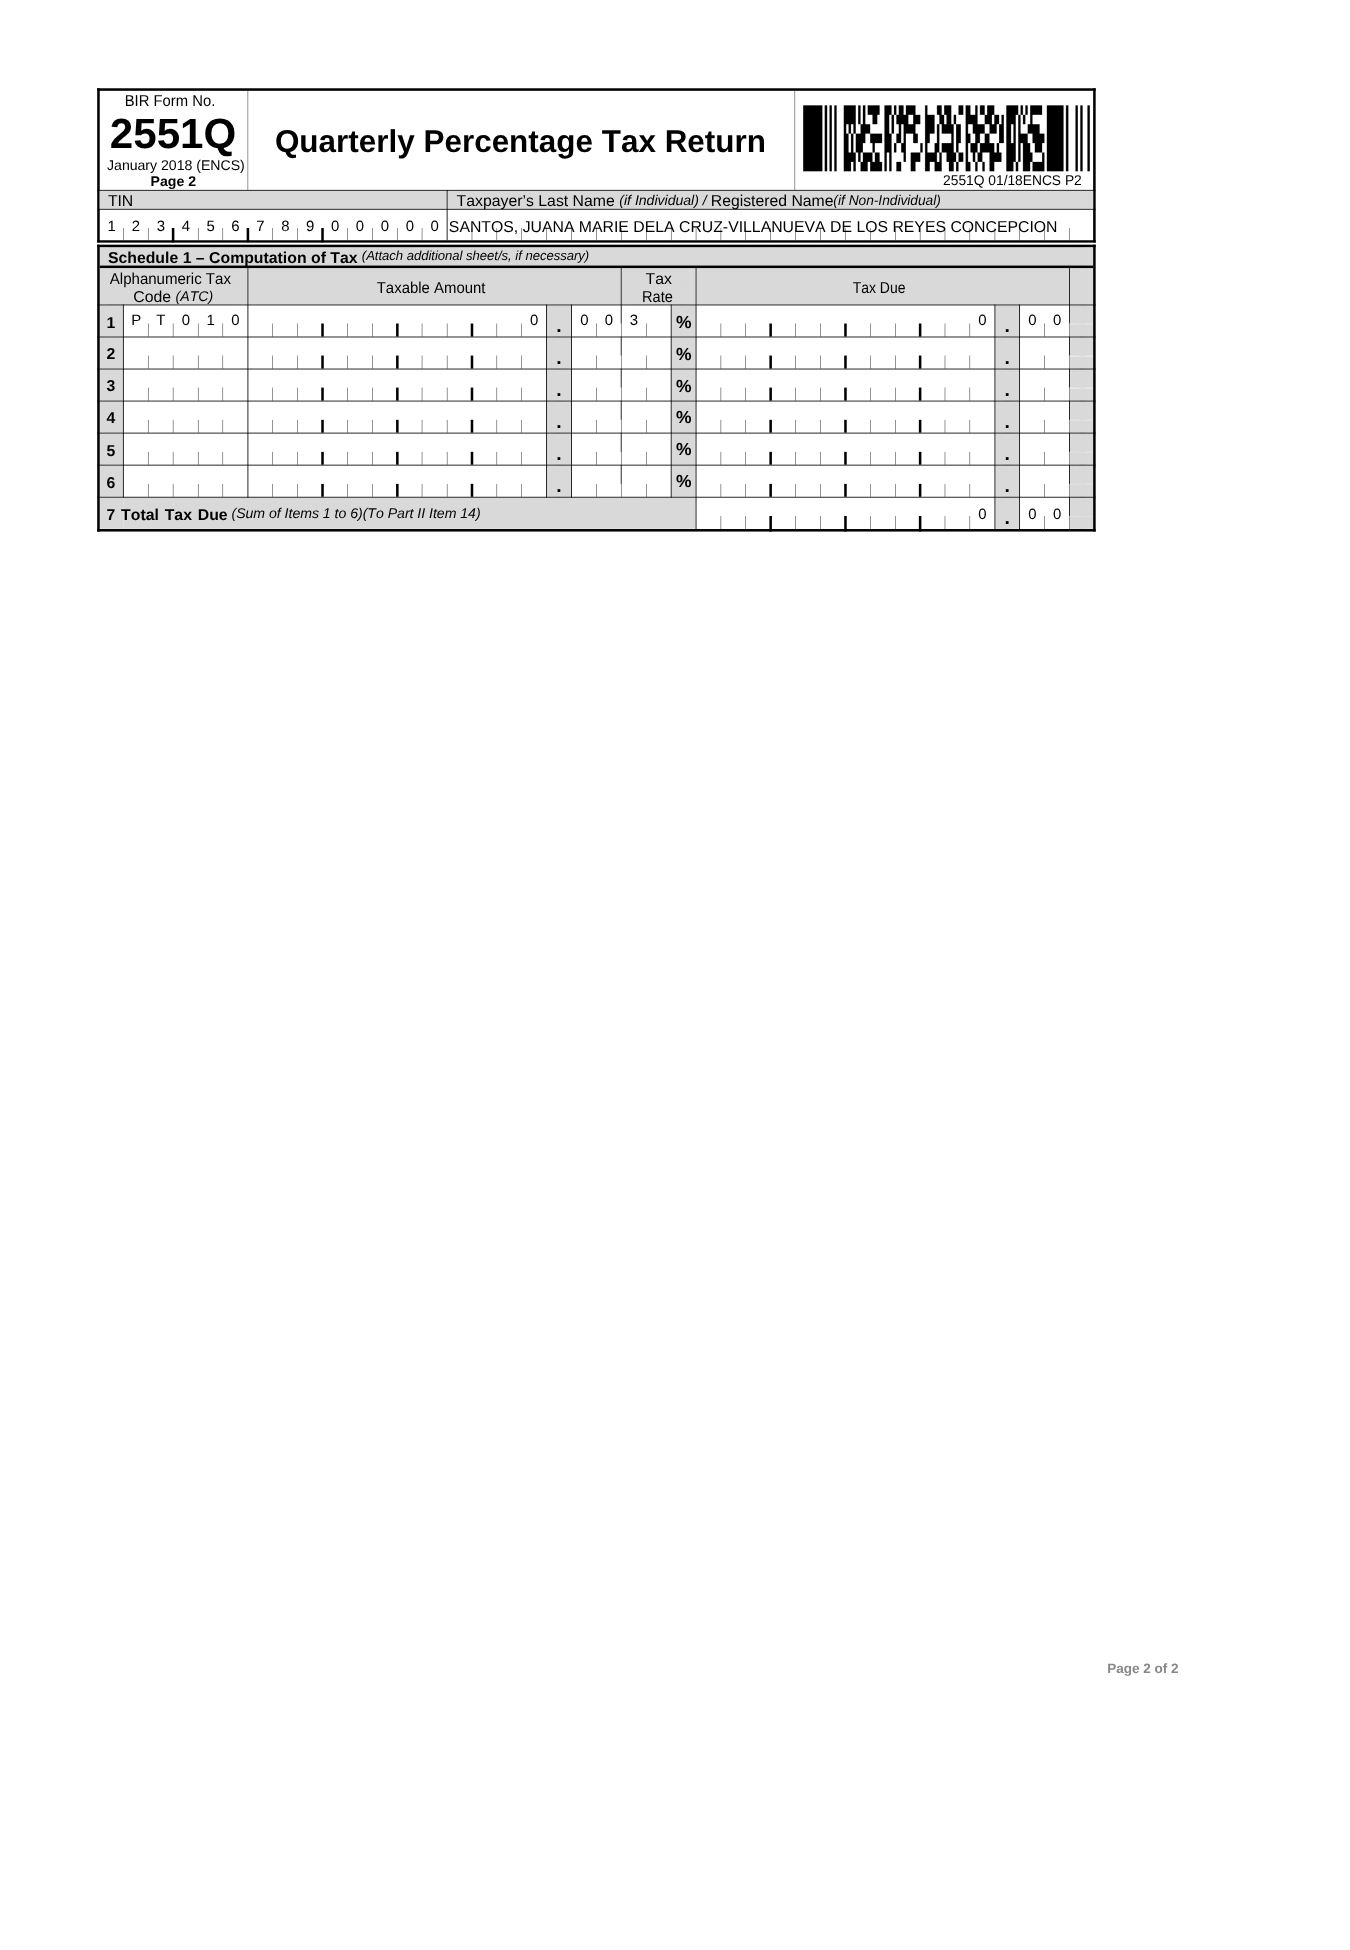 BIR Form No.
2551Q
January 2018 (ENCS)
Page 2
Quarterly Percentage Tax Return
2551Q 01/18ENCS P2
TIN
Taxpayer’s Last Name (if Individual) / Registered Name(if Non-Individual)
1 2 3 4 5 6 7 8 9 0 0 0 0 0
SANTOS, JUANA MARIE DELA CRUZ-VILLANUEVA DE LOS REYES CONCEPCION
Schedule 1 – Computation of Tax (Attach additional sheet/s, if necessary)
Alphanumeric Tax
Code (ATC)
Taxable Amount
Tax
Rate
Tax Due
1 P T 0 1 0 0 . 0 0 3 % 0 . 0 0
2 . % .
3 . % .
4 . % .
5 . % .
6 . % .
7 Total Tax Due (Sum of Items 1 to 6)(To Part II Item 14) 0 . 0 0
Page 2 of 2